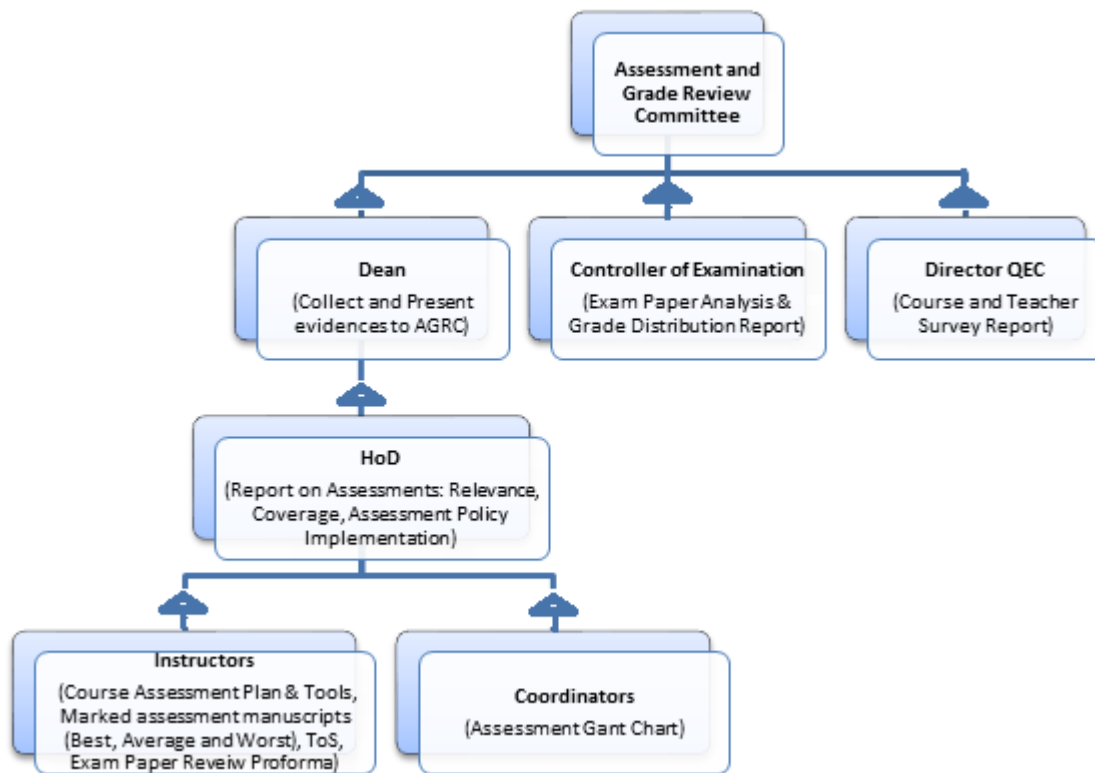 Assessment and
Grade Review
Committee
Dean
(Collect and Present
evidences to AGRC)
Controller of Examination
(Exam Paper Analysis &
Grade Distribution Report)
Director QEC
(Course and Teacher
Survey Report)
HoD
(Report on Assessments: Relevance,
Coverage, Assessment Policy
Implementation)
Instructors
(Course Assessment Plan & Tools,
Marked assessment manuscripts
(Best, Average and Worst), ToS,
Exam Paper Reveiw Proforma)
Coordinators
(Assessment Gant Chart)